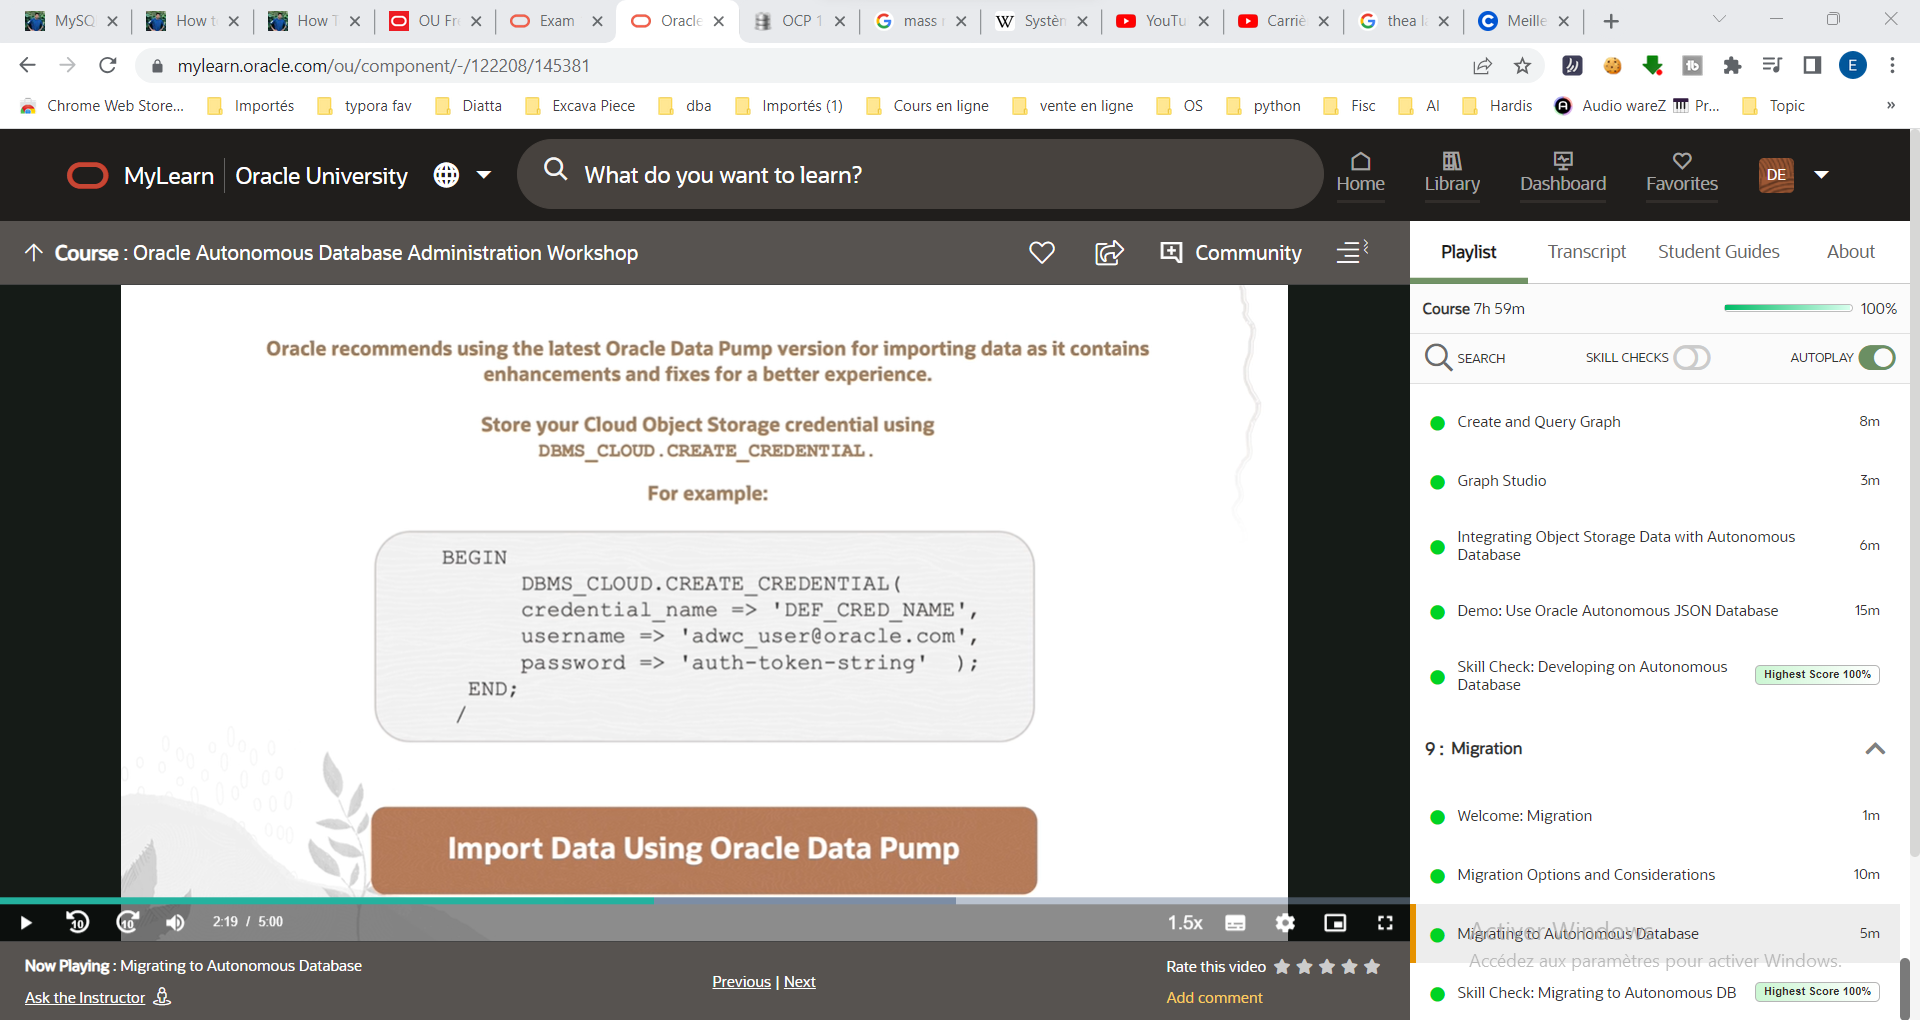 MySQ
How t
How T
OU Fr
Exam
Oracle
OCP 1
mass
W Systèm
YouTu
Carriè
thea l
Meille
mylearn.oracle.com/ou/component/-/122208/145381
E
Chrome Web Store...
Importés
typora fav
Diatta
Excava Piece
dba
Importés (1)
Cours en ligne
vente en ligne
OS
python
Fisc
AI
Hardis
Audio wareZ
Pr...
Topic
»
MyLearn
Oracle University
What do you want to learn?
Home
Library
Dashboard
Favorites
DE
Course : Oracle Autonomous Database Administration Workshop
Community
Oracle recommends using the latest Oracle Data Pump version for importing data as it contains
enhancements and fixes for a better experience.
Store your Cloud Object Storage credential using
DBMS_CLOUD.CREATE_CREDENTIAL.
For example:
BEGIN
DBMS_CLOUD.CREATE_CREDENTIAL(
credential_name => 'DEF_CRED_NAME',
username => 'adwc_user@oracle.com',
password => 'auth-token-string' );
END;
/
Import Data Using Oracle Data Pump
10
10
2:19 / 5:00
1.5x
Now Playing : Migrating to Autonomous Database
Ask the Instructor
Previous | Next
Rate this video
Add comment
Playlist
Transcript
Student Guides
About
Course 7h 59m
100%
SEARCH
SKILL CHECKS
AUTOPLAY
Create and Query Graph
8m
Graph Studio
3m
Integrating Object Storage Data with Autonomous
Database
6m
Demo: Use Oracle Autonomous JSON Database
15m
Skill Check: Developing on Autonomous
Database
Highest Score 100%
9 : Migration
Welcome: Migration
1m
Migration Options and Considerations
10m
Migrating to Autonomous Database
5m
Activer Windows
Accédez aux paramètres pour activer Windows.
Skill Check: Migrating to Autonomous DB
Highest Score 100%